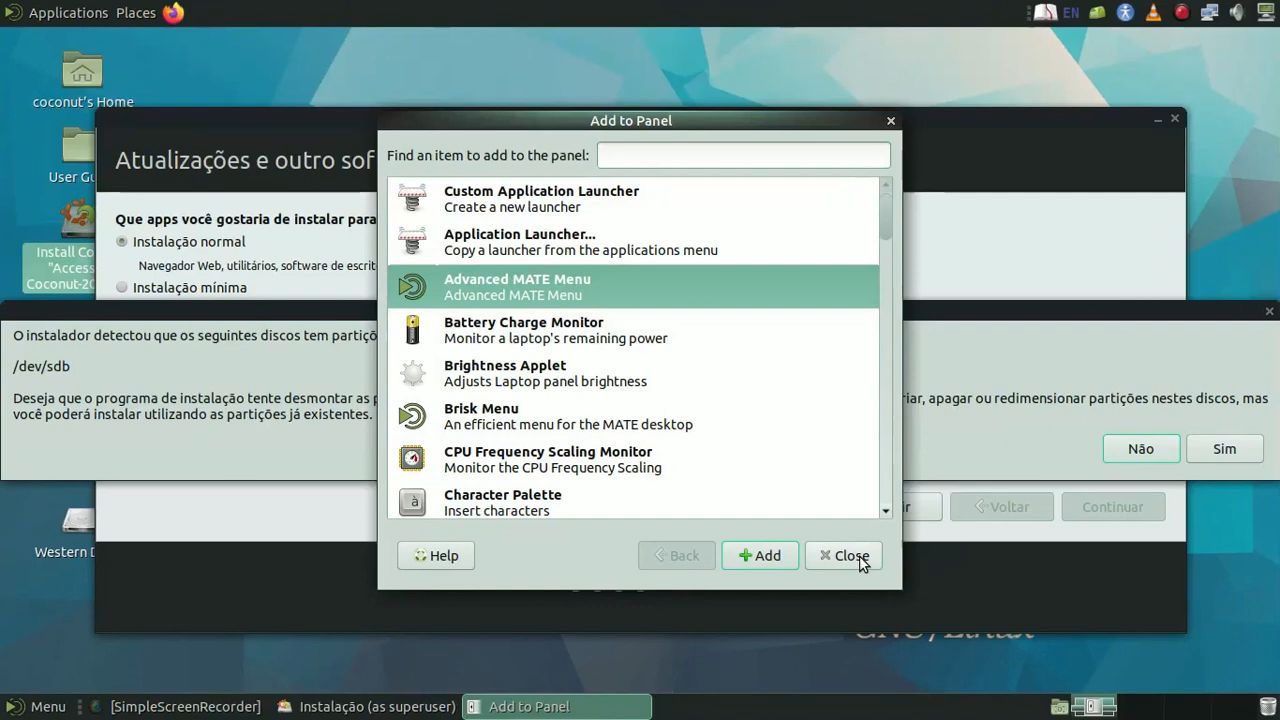 Applications Places
EN
coconut's Home
User Gu
Install Co
"Access
Coconut-20
Western D
Atualizações e outro sof
Que apps você gostaria de instalar para
Instalação normal
Navegador Web, utilitários, software de escrit
Instalação mínima
O instalador detectou que os seguintes discos tem partiçõ
/dev/sdb
Deseja que o programa de instalação tente desmontar as p
riar, apagar ou redimensionar partições nestes discos, mas
você poderá instalar utilizando as partições já existentes.
Não
Sim
ir
Voltar
Continuar
Add to Panel
Find an item to add to the panel:
Custom Application Launcher
Create a new launcher
Application Launcher...
Copy a launcher from the applications menu
Advanced MATE Menu
Advanced MATE Menu
Battery Charge Monitor
Monitor a laptop's remaining power
Brightness Applet
Adjusts Laptop panel brightness
Brisk Menu
An efficient menu for the MATE desktop
CPU Frequency Scaling Monitor
Monitor the CPU Frequency Scaling
Character Palette
Insert characters
Help
Back
Add
Close
GNU/Linux
Menu
[SimpleScreenRecorder]
Instalação (as superuser)
Add to Panel